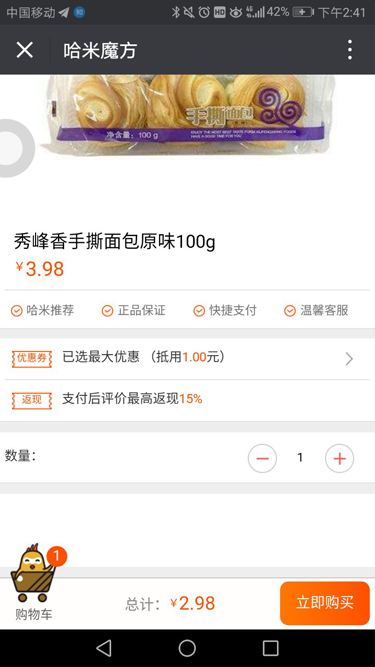 中国移动 HD 4G 42% 下午2:41
哈米魔方
手撕面包
净含量：100 g
ENJOY THE MOST BEST TASTE FORM XIUFENGXIANG FOODS
HAVE A GOOD TIME FOR YOU
秀峰香手撕面包原味100g
¥3.98
哈米推荐 正品保证 快捷支付 温馨客服
优惠券 已选最大优惠 （抵用1.00元）
返现 支付后评价最高返现15%
数量： 1
1
购物车 总计：¥2.98 立即购买